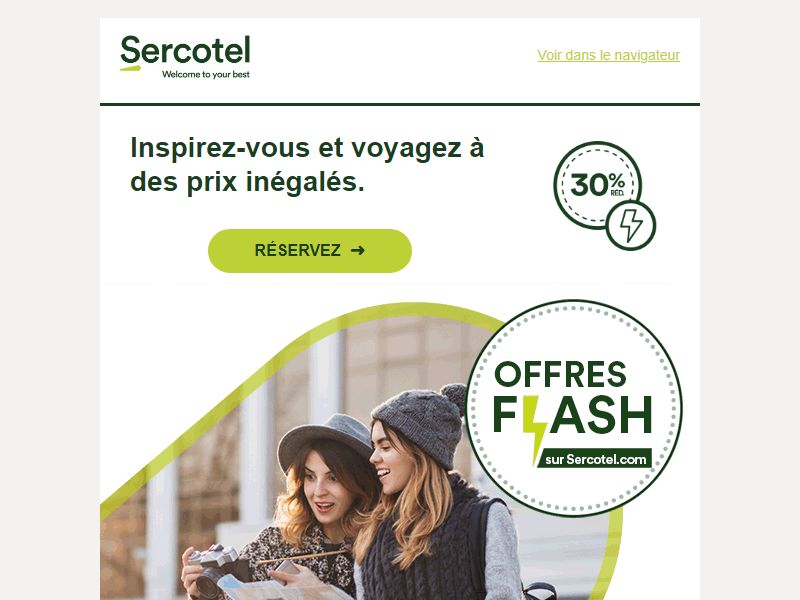 Sercotel
Welcome to your best
Voir dans le navigateur
Inspirez-vous et voyagez à
des prix inégalés.
30%
RÉD.
RÉSERVEZ ➜
OFFRES
FLASH
sur Sercotel.com